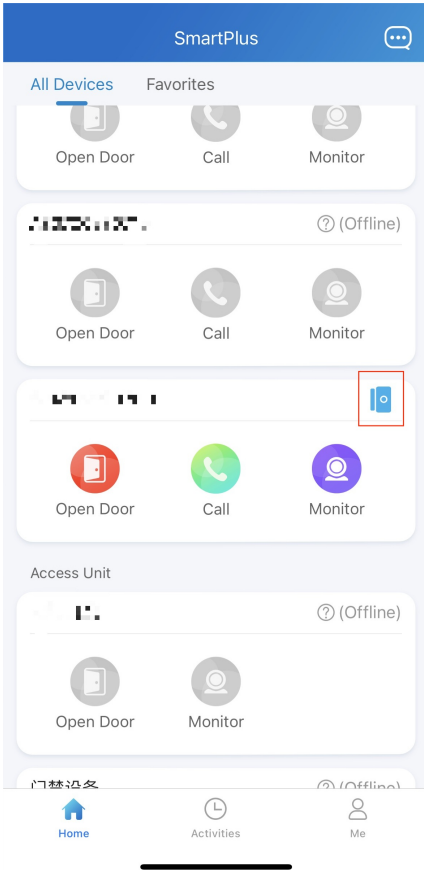 SmartPlus
All Devices Favorites
Open Door Call Monitor
(Offline)
Open Door Call Monitor
Open Door Call Monitor
Access Unit
(Offline)
Open Door Monitor
门禁设备 (Offline)
Home Activities Me